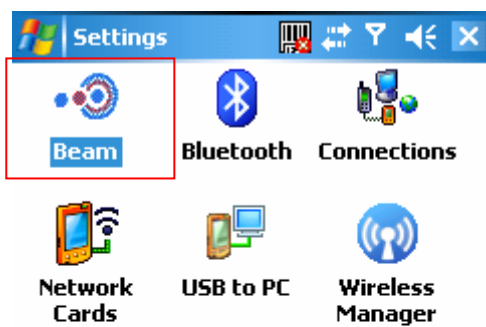 Settings
Beam
Bluetooth
Connections
Network
Cards
USB to PC
Wireless
Manager